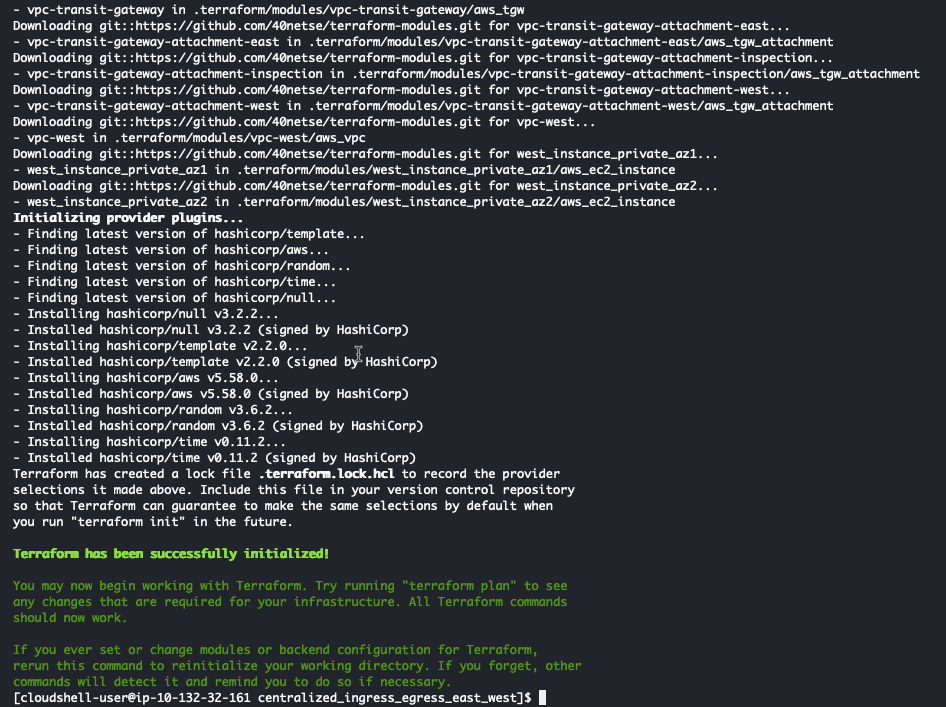 - vpc-transit-gateway in .terraform/modules/vpc-transit-gateway/aws_tgw
Downloading git::https://github.com/40netse/terraform-modules.git for vpc-transit-gateway-attachment-east...
- vpc-transit-gateway-attachment-east in .terraform/modules/vpc-transit-gateway-attachment-east/aws_tgw_attachment
Downloading git::https://github.com/40netse/terraform-modules.git for vpc-transit-gateway-attachment-inspection...
- vpc-transit-gateway-attachment-inspection in .terraform/modules/vpc-transit-gateway-attachment-inspection/aws_tgw_attachment
Downloading git::https://github.com/40netse/terraform-modules.git for vpc-transit-gateway-attachment-west...
- vpc-transit-gateway-attachment-west in .terraform/modules/vpc-transit-gateway-attachment-west/aws_tgw_attachment
Downloading git::https://github.com/40netse/terraform-modules.git for vpc-west...
- vpc-west in .terraform/modules/vpc-west/aws_vpc
Downloading git::https://github.com/40netse/terraform-modules.git for west_instance_private_az1...
- west_instance_private_az1 in .terraform/modules/west_instance_private_az1/aws_ec2_instance
Downloading git::https://github.com/40netse/terraform-modules.git for west_instance_private_az2...
- west_instance_private_az2 in .terraform/modules/west_instance_private_az2/aws_ec2_instance
Initializing provider plugins...
- Finding latest version of hashicorp/template...
- Finding latest version of hashicorp/aws...
- Finding latest version of hashicorp/random...
- Finding latest version of hashicorp/time...
- Finding latest version of hashicorp/null...
- Installing hashicorp/null v3.2.2...
- Installed hashicorp/null v3.2.2 (signed by HashiCorp)
- Installing hashicorp/template v2.2.0...
- Installed hashicorp/template v2.2.0 (signed by HashiCorp)
- Installing hashicorp/aws v5.58.0...
- Installed hashicorp/aws v5.58.0 (signed by HashiCorp)
- Installing hashicorp/random v3.6.2...
- Installed hashicorp/random v3.6.2 (signed by HashiCorp)
- Installing hashicorp/time v0.11.2...
- Installed hashicorp/time v0.11.2 (signed by HashiCorp)
Terraform has created a lock file .terraform.lock.hcl to record the provider
selections it made above. Include this file in your version control repository
so that Terraform can guarantee to make the same selections by default when
you run "terraform init" in the future.
Terraform has been successfully initialized!
You may now begin working with Terraform. Try running "terraform plan" to see
any changes that are required for your infrastructure. All Terraform commands
should now work.
If you ever set or change modules or backend configuration for Terraform,
rerun this command to reinitialize your working directory. If you forget, other
commands will detect it and remind you to do so if necessary.
[cloudshell-user@ip-10-132-32-161 centralized_ingress_egress_east_west]$